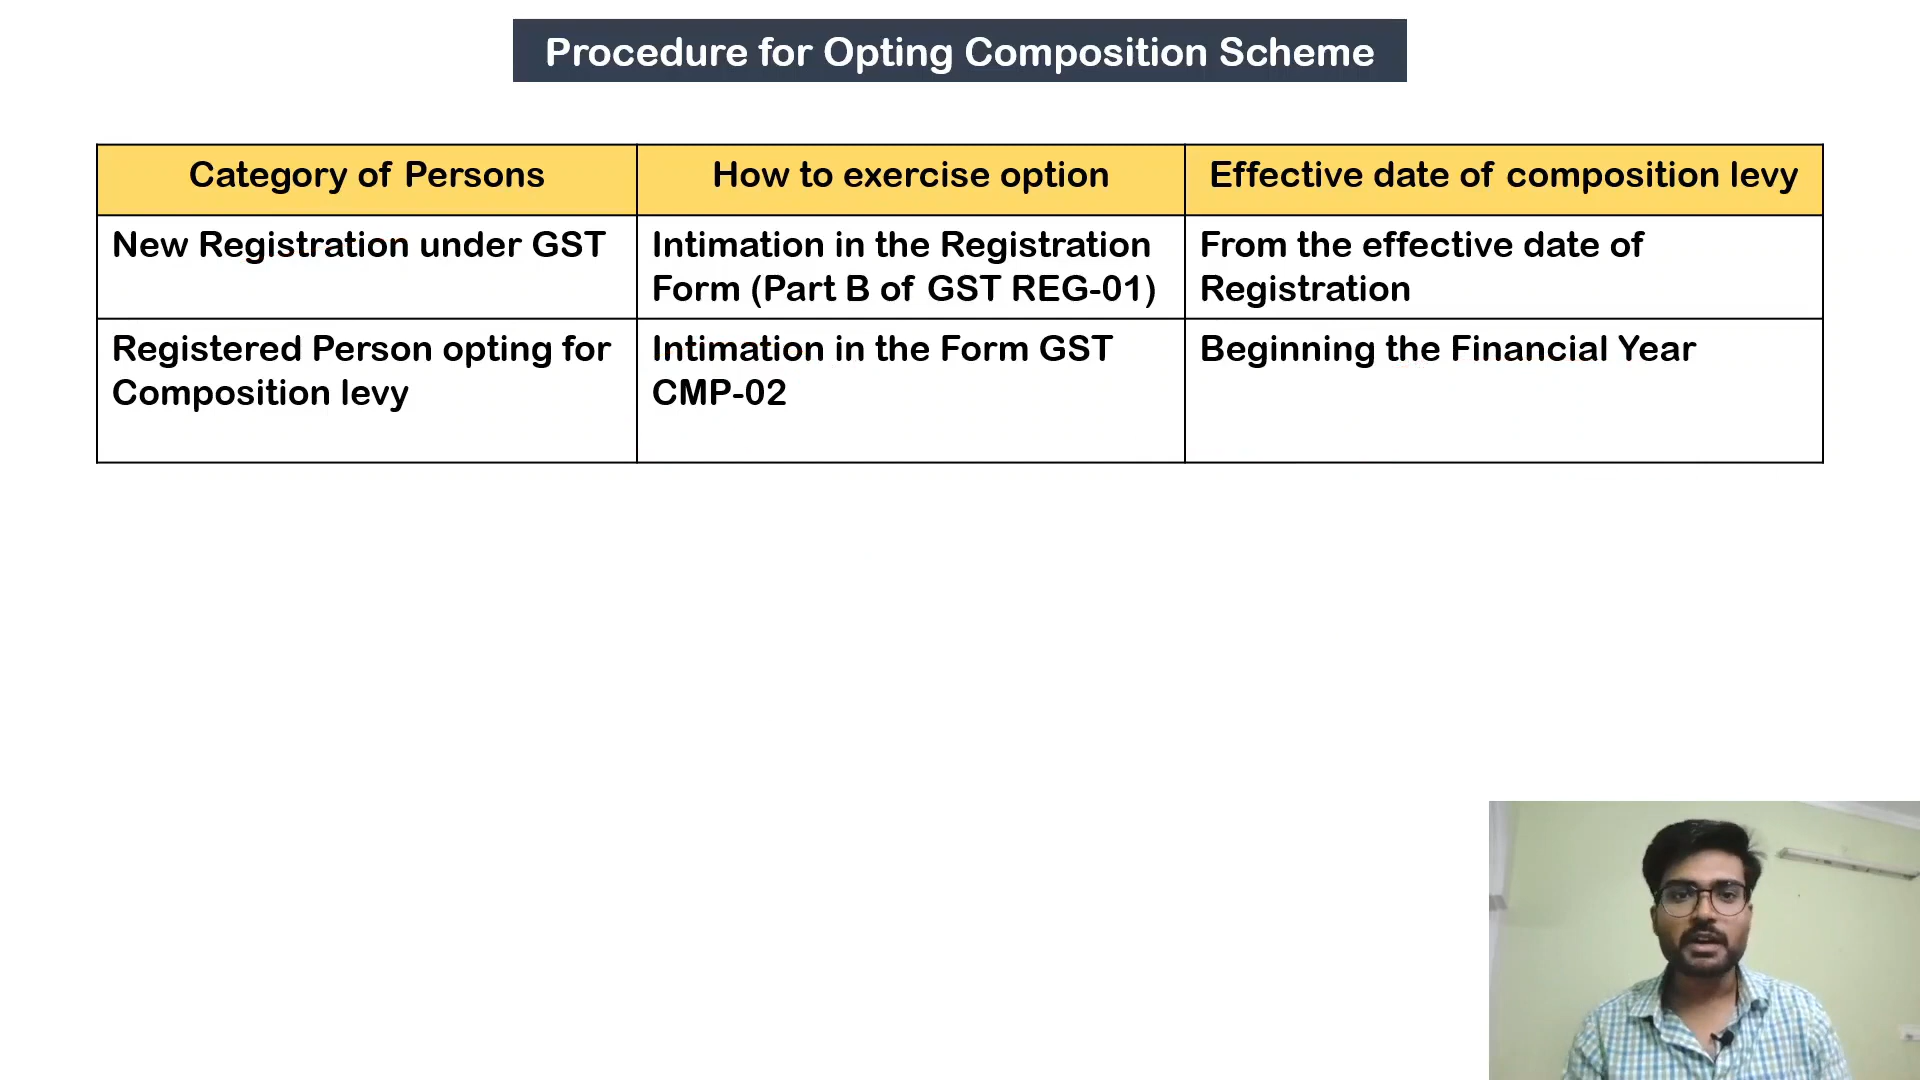 Procedure for Opting Composition Scheme
Category of Persons
How to exercise option
Effective date of composition levy
New Registration under GST
Intimation in the Registration
Form (Part B of GST REG-01)
From the effective date of
Registration
Registered Person opting for
Composition levy
Intimation in the Form GST
CMP-02
Beginning the Financial Year